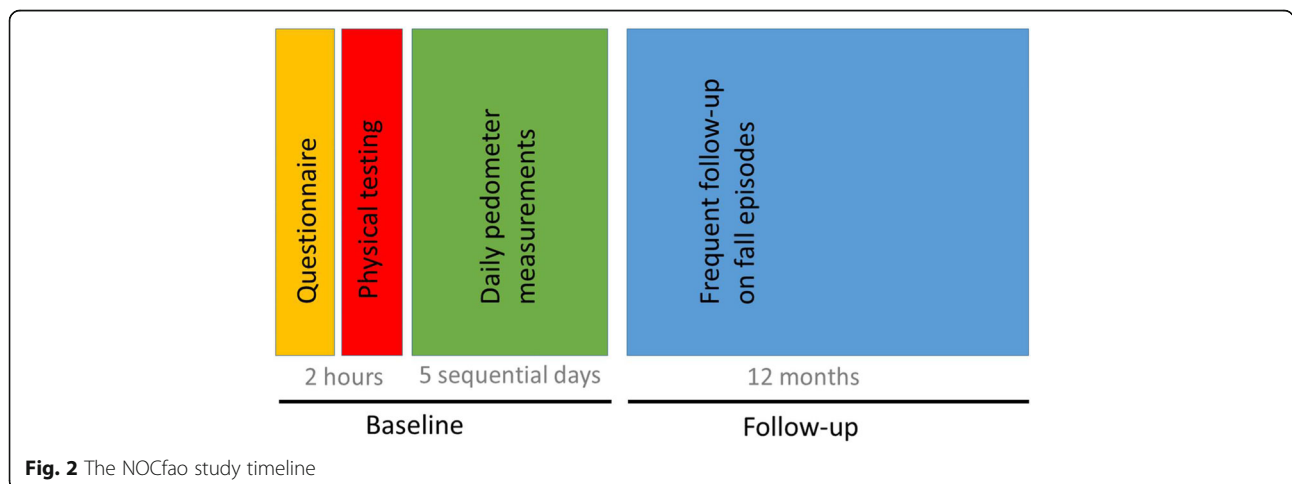 Questionnaire
Physical testing
Daily pedometer
measurements
Frequent follow-up
on fall episodes
2 hours
5 sequential days
12 months
Baseline
Follow-up
Fig. 2 The NOCfao study timeline